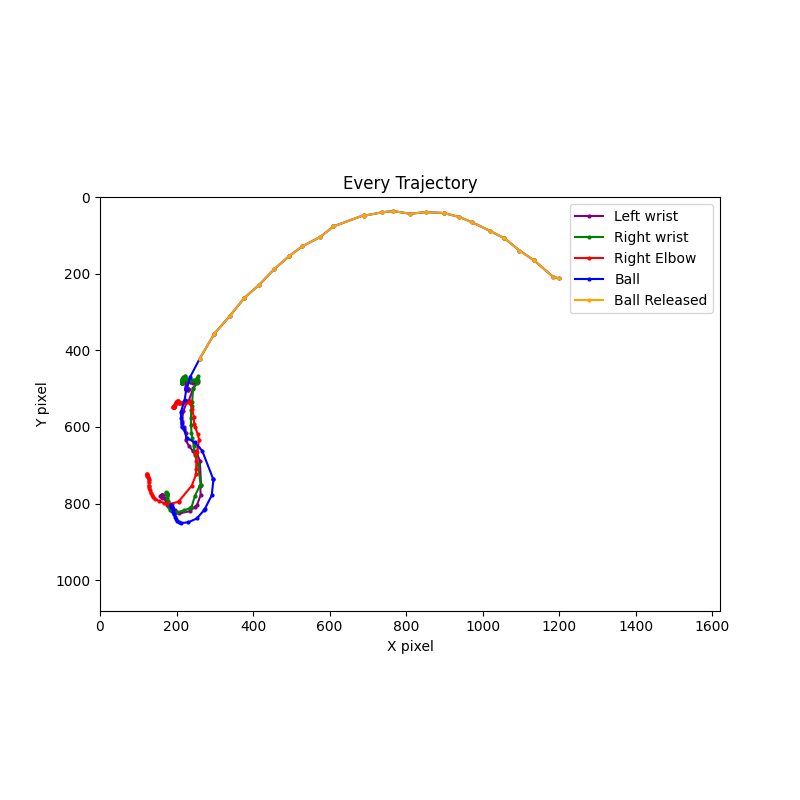 Every Trajectory
0
200
400
600
800
1000
Y pixel
0 200 400 600 800 1000 1200 1400 1600
X pixel
Left wrist
Right wrist
Right Elbow
Ball
Ball Released